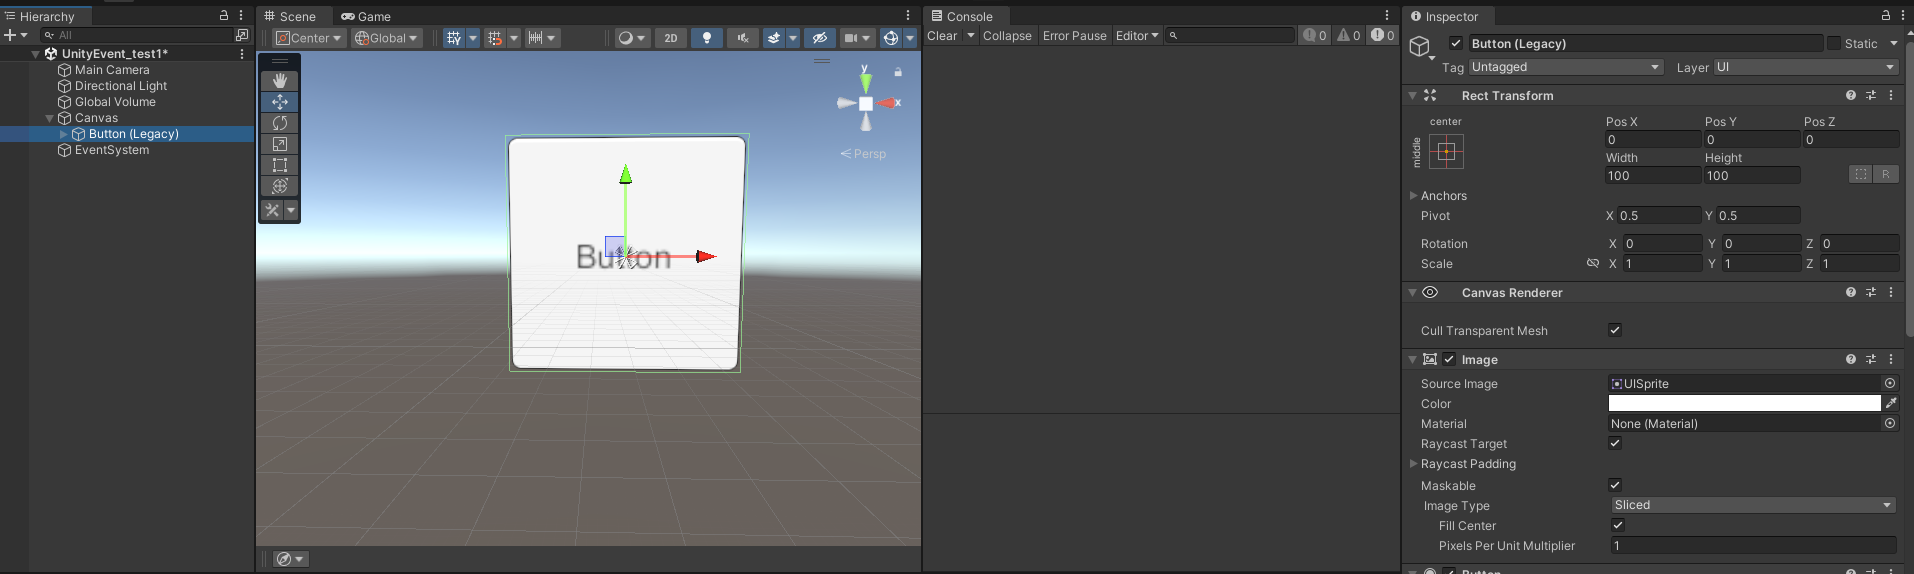 Hierarchy
All
UnityEvent_test1*
Main Camera
Directional Light
Global Volume
Canvas
Button (Legacy)
EventSystem
Scene
Game
Center
Global
2D
y
x
Persp
Button
Console
Clear
Collapse
Error Pause
Editor
0
0
0
Inspector
Button (Legacy)
Static
Tag
Untagged
Layer
UI
Rect Transform
center
middle
Pos X
Pos Y
Pos Z
0
0
0
Width
Height
100
100
R
Anchors
Pivot
X 0.5
Y 0.5
Rotation
X 0
Y 0
Z 0
Scale
X 1
Y 1
Z 1
Canvas Renderer
Cull Transparent Mesh
Image
Source Image
UISprite
Color
Material
None (Material)
Raycast Target
Raycast Padding
Maskable
Image Type
Sliced
Fill Center
Pixels Per Unit Multiplier
1
Button